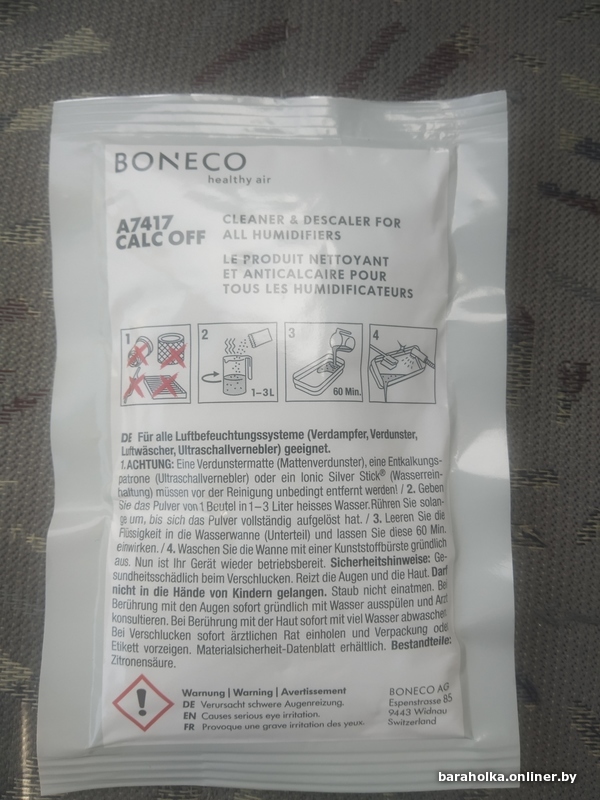 BONECO
healthy air
A7417
CALC OFF
CLEANER & DESCALER FOR
ALL HUMIDIFIERS
LE PRODUIT NETTOYANT
ET ANTICALCAIRE POUR
TOUS LES HUMIDIFICATEURS
1
2
1–3L
3
60 Min.
4
DE Für alle Luftbefeuchtungssysteme (Verdampfer, Verdunster,
Luftwäscher, Ultraschallvernebler) geeignet.
1. ACHTUNG: Eine Verdunstermatte (Mattenverdunster), eine Entkalkungs-
patrone (Ultraschallvernebler) oder ein Ionic Silver Stick® (Wasserrein-
haltung) müssen vor der Reinigung unbedingt entfernt werden! / 2. Geben
Sie das Pulver von 1 Beutel in 1–3 Liter heisses Wasser. Rühren Sie solan-
ge um, bis sich das Pulver vollständig aufgelöst hat. / 3. Leeren Sie die
Flüssigkeit in die Wasserwanne (Unterteil) und lassen Sie diese 60 Min.
einwirken. / 4. Waschen Sie die Wanne mit einer Kunststoffbürste gründlich
aus. Nun ist Ihr Gerät wieder betriebsbereit. Sicherheitshinweise: Ge-
sundheitsschädlich beim Verschlucken. Reizt die Augen und die Haut. Darf
nicht in die Hände von Kindern gelangen. Staub nicht einatmen. Bei
Berührung mit den Augen sofort gründlich mit Wasser ausspülen und Arzt
konsultieren. Bei Berührung mit der Haut sofort mit viel Wasser abwaschen.
Bei Verschlucken sofort ärztlichen Rat einholen und Verpackung oder
Etikett vorzeigen. Materialsicherheit-Datenblatt erhältlich. Bestandteile:
Zitronensäure.
Warnung | Warning | Avertissement
DE Verursacht schwere Augenreizung.
EN Causes serious eye irritation.
FR Provoque une grave irritation des yeux.
BONECO AG
Espenstrasse 85
9443 Widnau
Switzerland
baraholka.onliner.by